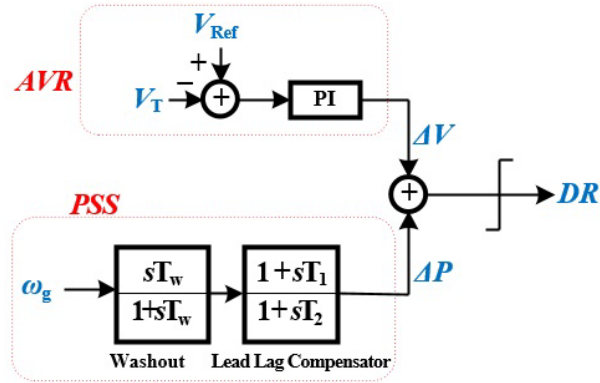 V_Ref
+
AVR
−
V_T
+
PI
ΔV
+
DR
PSS
ΔP
ω_g
sT_w
1+sT_w
1+sT_1
1+sT_2
Washout
Lead Lag Compensator